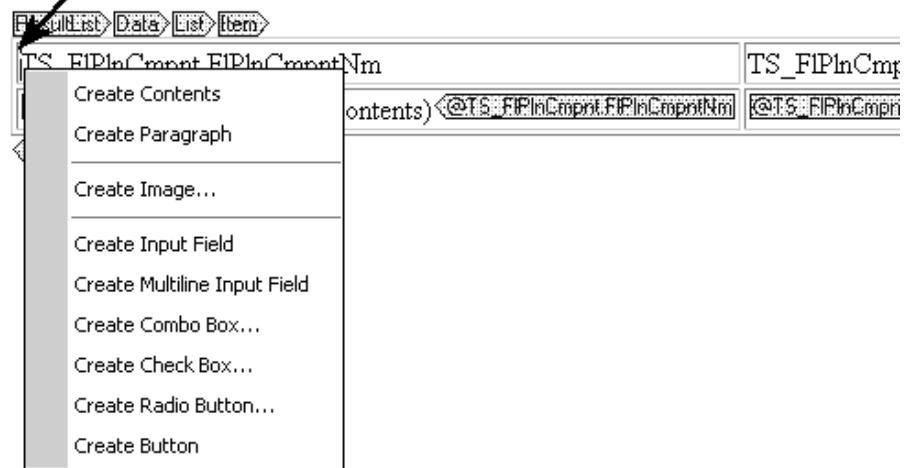 ResultList Data List Item
TS_FlPlnCmpnt.FlPlnCmpntNm TS_FlPlnCmp
ontents) @TS_FlPlnCmpnt.FlPlnCmpntNm @TS_FlPlnCmpn
Create Contents
Create Paragraph
Create Image...
Create Input Field
Create Multiline Input Field
Create Combo Box...
Create Check Box...
Create Radio Button...
Create Button